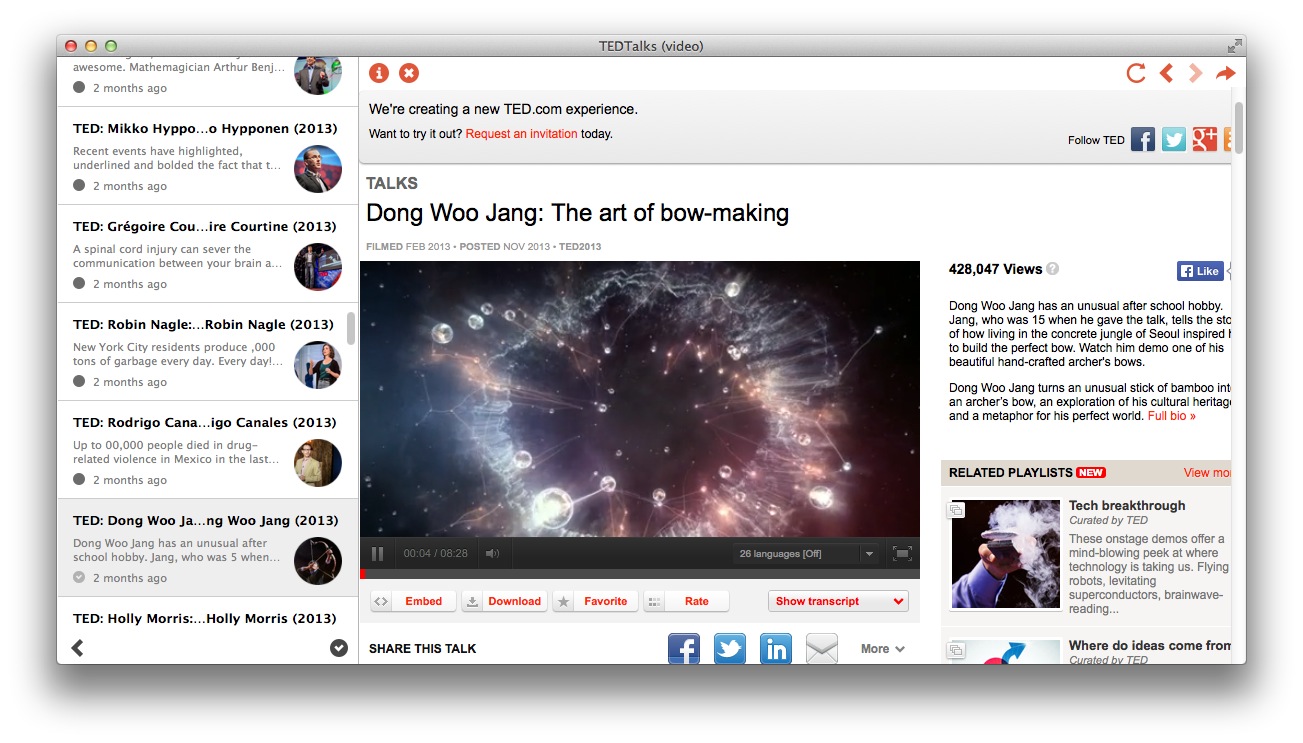 TEDTalks (video)
awesome. Mathemagician Arthur Benj...
2 months ago
TED: Mikko Hyppo...o Hypponen (2013)
Recent events have highlighted,
underlined and bolded the fact that t...
2 months ago
TED: Grégoire Cou...ire Courtine (2013)
A spinal cord injury can sever the
communication between your brain a...
2 months ago
TED: Robin Nagle:...Robin Nagle (2013)
New York City residents produce ,000
tons of garbage every day. Every day!...
2 months ago
TED: Rodrigo Cana...igo Canales (2013)
Up to 00,000 people died in drug-
related violence in Mexico in the last...
2 months ago
TED: Dong Woo Ja...ng Woo Jang (2013)
Dong Woo Jang has an unusual after
school hobby. Jang, who was 5 when...
2 months ago
TED: Holly Morris:...Holly Morris (2013)
We're creating a new TED.com experience.
Want to try it out? Request an invitation today.
Follow TED
TALKS
Dong Woo Jang: The art of bow-making
FILMED FEB 2013 • POSTED NOV 2013 • TED2013
00:04 / 08:28
26 languages [Off]
Embed
Download
Favorite
Rate
Show transcript
SHARE THIS TALK
More
428,047 Views ?
Like
Dong Woo Jang has an unusual after school hobby.
Jang, who was 15 when he gave the talk, tells the sto
of how living in the concrete jungle of Seoul inspired h
to build the perfect bow. Watch him demo one of his
beautiful hand-crafted archer's bows.
Dong Woo Jang turns an unusual stick of bamboo int
an archer's bow, an exploration of his cultural heritage
and a metaphor for his perfect world. Full bio »
RELATED PLAYLISTS NEW
View mor
Tech breakthrough
Curated by TED
These onstage demos offer a
mind-blowing peek at where
technology is taking us. Flying
robots, levitating
superconductors, brainwave-
reading...
Where do ideas come from
Curated by TED